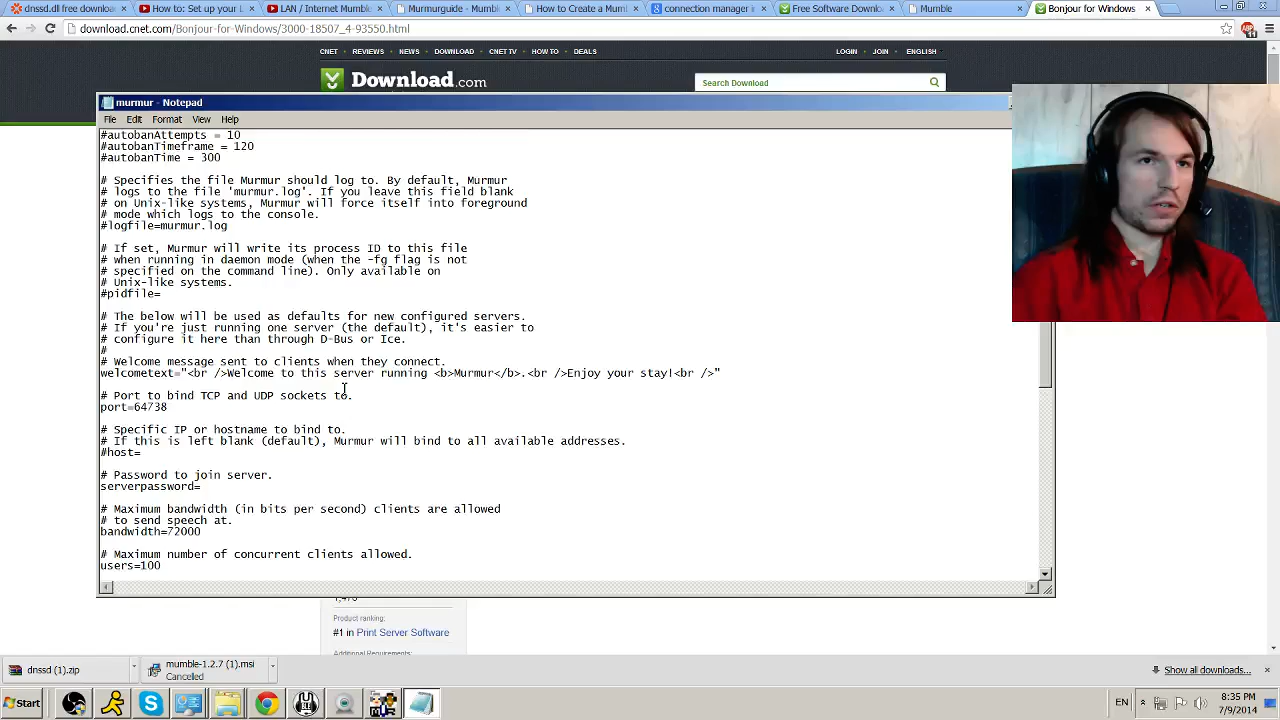 dnssd.dll free download
How to: Set up your L
LAN / Internet Mumble
Murmurguide - Mumbl
How to Create a Mum
connection manager in
Free Software Downlo
Mumble
Bonjour for Windows
download.cnet.com/Bonjour-for-Windows/3000-18507_4-93550.html
CNET REVIEWS NEWS DOWNLOAD CNET TV HOW TO DEALS LOGIN JOIN ENGLISH
Download.com
Search Download
murmur - Notepad
File Edit Format View Help
#autobanAttempts = 10
#autobanTimeframe = 120
#autobanTime = 300
# Specifies the file Murmur should log to. By default, Murmur
# logs to the file 'murmur.log'. If you leave this field blank
# on Unix-like systems, Murmur will force itself into foreground
# mode which logs to the console.
#logfile=murmur.log
# If set, Murmur will write its process ID to this file
# when running in daemon mode (when the -fg flag is not
# specified on the command line). Only available on
# Unix-like systems.
#pidfile=
# The below will be used as defaults for new configured servers.
# If you're just running one server (the default), it's easier to
# configure it here than through D-Bus or Ice.
#
# Welcome message sent to clients when they connect.
welcometext="<br />Welcome to this server running <b>Murmur</b>.<br />Enjoy your stay!<br />"
# Port to bind TCP and UDP sockets to.
port=64738
# Specific IP or hostname to bind to.
# If this is left blank (default), Murmur will bind to all available addresses.
#host=
# Password to join server.
serverpassword=
# Maximum bandwidth (in bits per second) clients are allowed
# to send speech at.
bandwidth=72000
# Maximum number of concurrent clients allowed.
users=100
Product ranking:
#1 in Print Server Software
Additional Requirements:
dnssd (1).zip
mumble-1.2.7 (1).msi
Cancelled
Show all downloads...
Start
EN
8:35 PM
7/9/2014